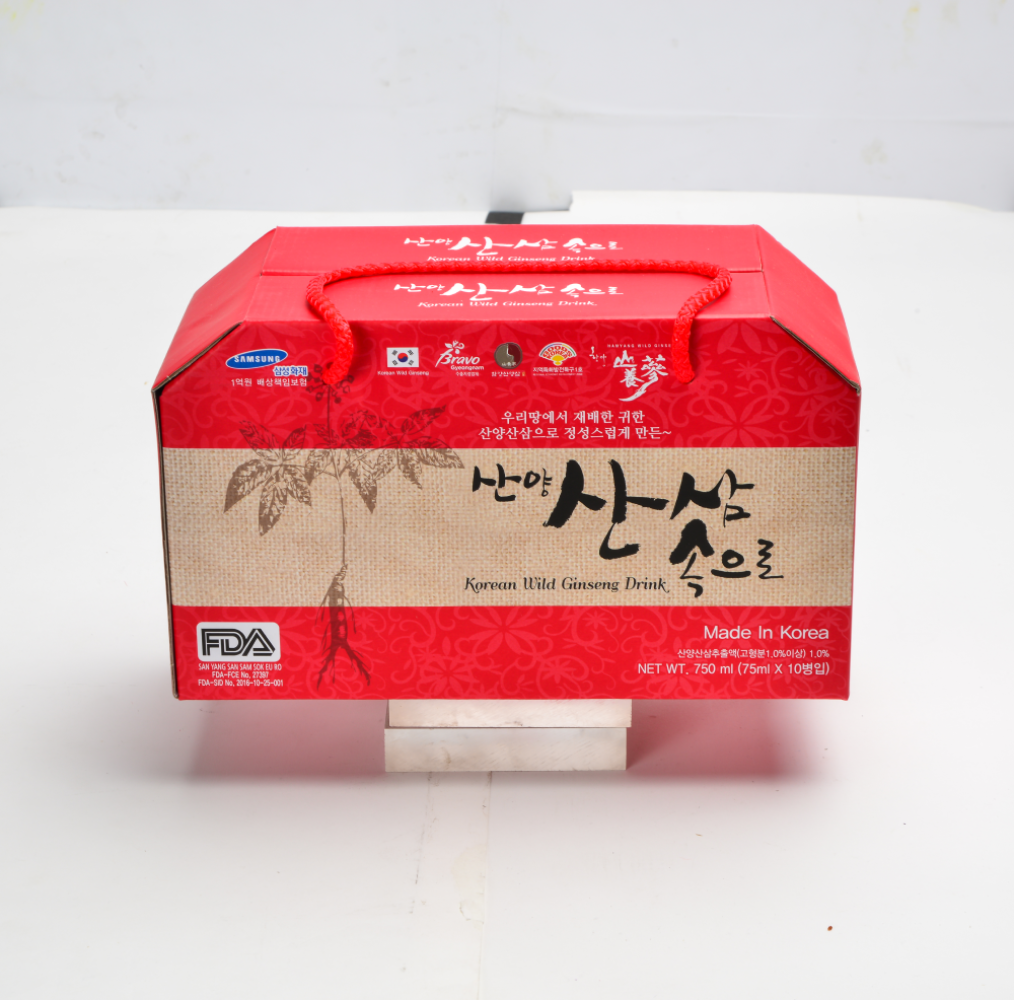 산양 산삼 속으로
Korean Wild Ginseng Drink
산양 산삼 속으로
Korean Wild Ginseng Drink
SAMSUNG
삼성화재
1억원 배상책임보험
Korean Wild Ginseng
Bravo
Gyeongnam
HANYANG WILD GINSE
山養蔘
우리땅에서 재배한 귀한
산양산삼으로 정성스럽게 만든~
산양 산삼
속으로
Korean Wild Ginseng Drink
FDA
SAN YANG SAN SAM SOK EU RO
FDA-FCE No. 27397
FDA-SID No. 2016-10-25-001
Made In Korea
산양산삼추출액(고형분1.0%이상) 1.0%
NET WT. 750 ml (75ml X 10병입)